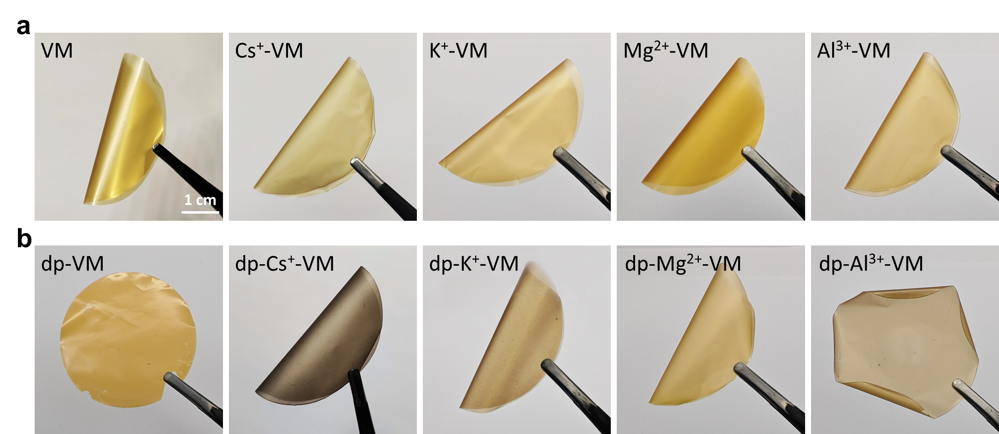 a
VM
Cs⁺-VM
K⁺-VM
Mg²⁺-VM
Al³⁺-VM
1 cm
b
dp-VM
dp-Cs⁺-VM
dp-K⁺-VM
dp-Mg²⁺-VM
dp-Al³⁺-VM